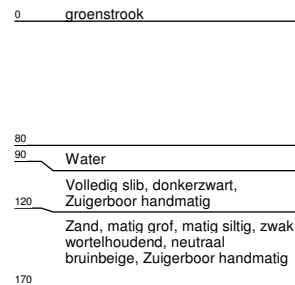 0 groenstrook
80
90 Water
Volledig slib, donkerzwart,
120 Zuigerboor handmatig
Zand, matig grof, matig siltig, zwak
wortelhoudend, neutraal
bruinbeige, Zuigerboor handmatig
170